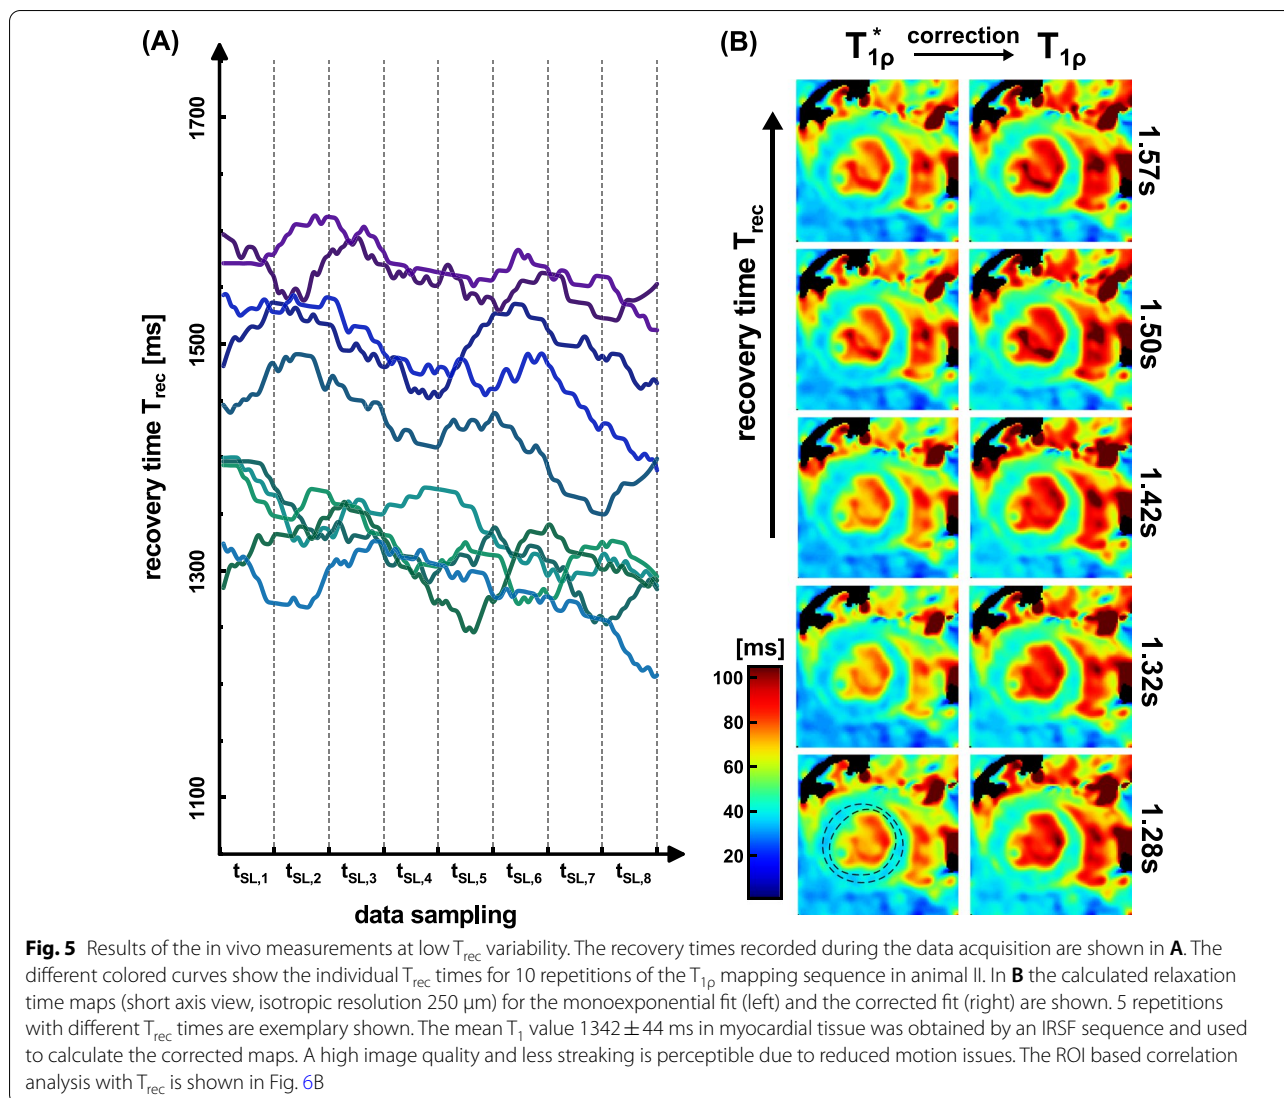 (A)
1700
1500
1300
1100
recovery time T_rec [ms]
t_SL,1 t_SL,2 t_SL,3 t_SL,4 t_SL,5 t_SL,6 t_SL,7 t_SL,8
data sampling
(B)
T*_1ρ correction T_1ρ
recovery time T_rec
1.57s
1.50s
1.42s
1.32s
1.28s
[ms]
100
80
60
40
20
Fig. 5 Results of the in vivo measurements at low T_rec variability. The recovery times recorded during the data acquisition are shown in A. The
different colored curves show the individual T_rec times for 10 repetitions of the T_1ρ mapping sequence in animal II. In B the calculated relaxation
time maps (short axis view, isotropic resolution 250 µm) for the monoexponential fit (left) and the corrected fit (right) are shown. 5 repetitions
with different T_rec times are exemplary shown. The mean T_1 value 1342 ± 44 ms in myocardial tissue was obtained by an IRSF sequence and used
to calculate the corrected maps. A high image quality and less streaking is perceptible due to reduced motion issues. The ROI based correlation
analysis with T_rec is shown in Fig. 6B